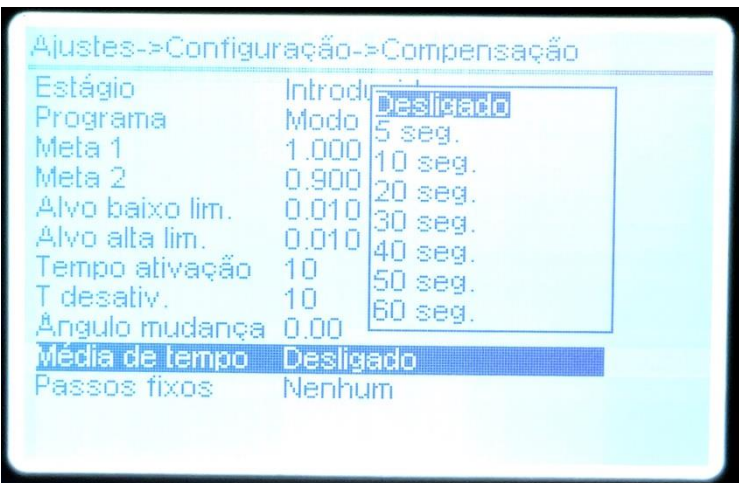 Ajustes->Configuração->Compensação
Estágio
Programa Modo
Meta 1 1.000
Meta 2 0.900
Alvo baixo lim. 0.010
Alvo alta lim. 0.010
Tempo ativação 10
T desativ. 10
Ângulo mudança 0.00
Média de tempo Desligado
Passos fixos Nenhum
Desligado
5 seg.
10 seg.
20 seg.
30 seg.
40 seg.
50 seg.
60 seg.